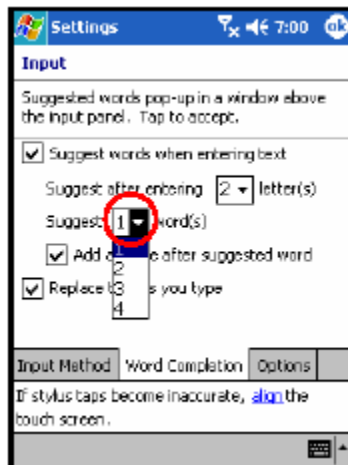 Settings 7:00 ok
Input
Suggested words pop-up in a window above
the input panel. Tap to accept.
Suggest words when entering text
Suggest after entering 2 letter(s)
Suggest 1 word(s)
1
Add a e after suggested word
2
Replace t s you type
3
4
Input Method Word Completion Options
If stylus taps become inaccurate, align the
touch screen.